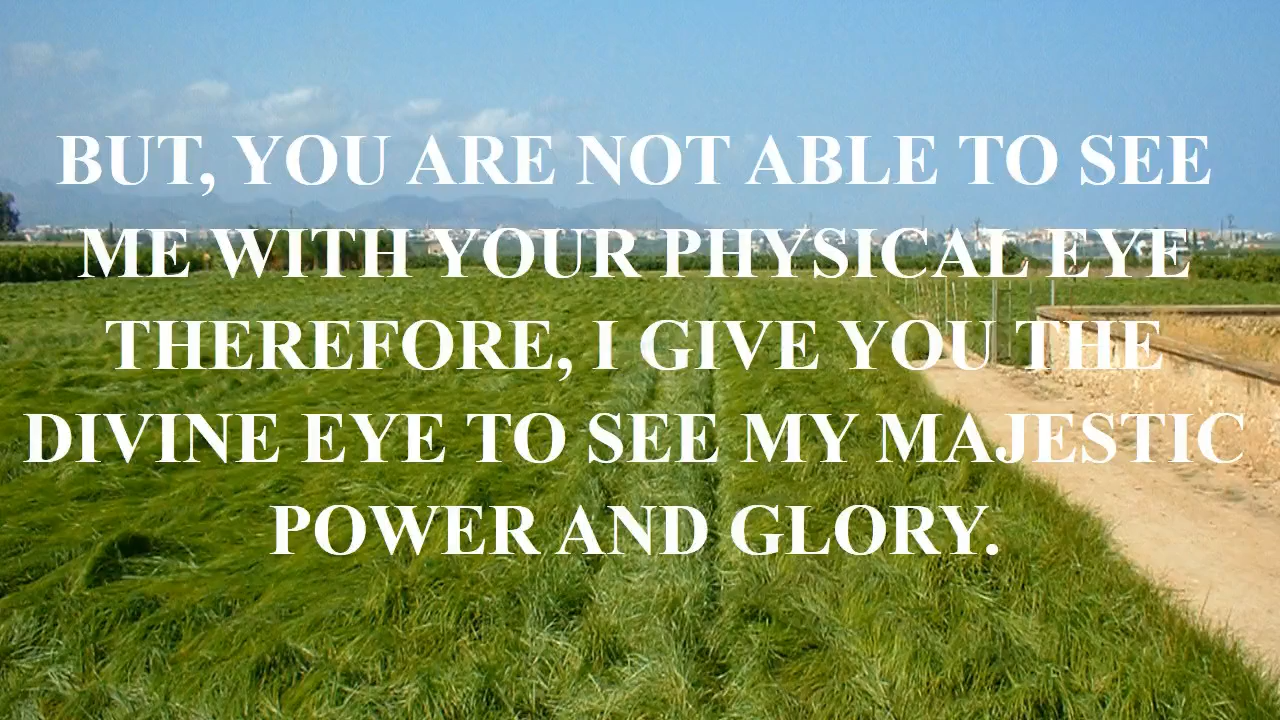 BUT, YOU ARE NOT ABLE TO SEE
ME WITH YOUR PHYSICAL EYE
THEREFORE, I GIVE YOU THE
DIVINE EYE TO SEE MY MAJESTIC
POWER AND GLORY.